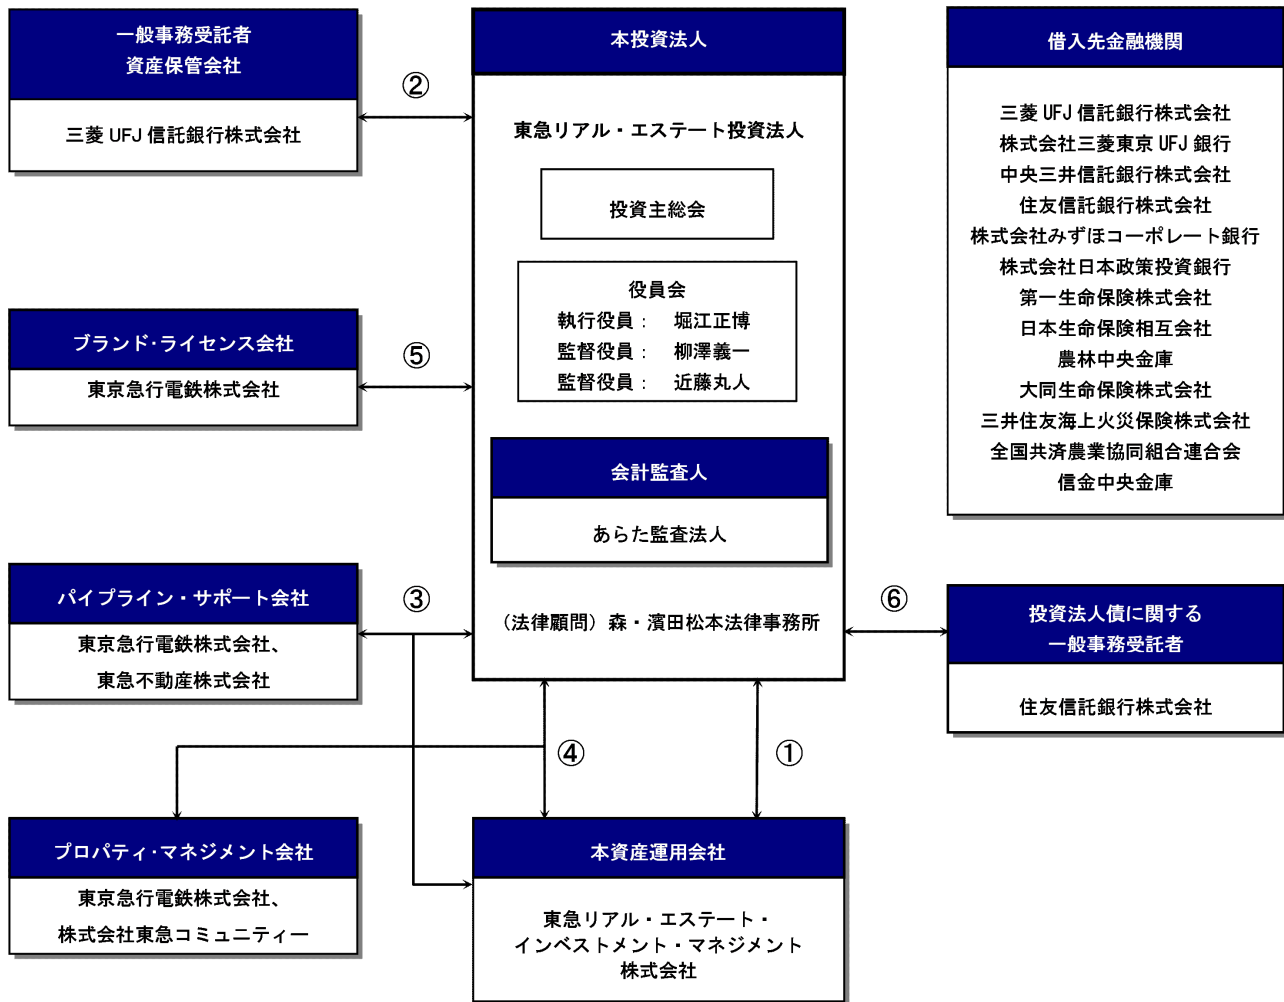 一般事務受託者
資産保管会社
三菱 UFJ 信託銀行株式会社
②
本投資法人
東急リアル・エステート投資法人
投資主総会
役員会
執行役員： 堀江正博
監督役員： 柳澤義一
監督役員： 近藤丸人
会計監査人
あらた監査法人
（法律顧問）森・濱田松本法律事務所
借入先金融機関
三菱 UFJ 信託銀行株式会社
株式会社三菱東京 UFJ 銀行
中央三井信託銀行株式会社
住友信託銀行株式会社
株式会社みずほコーポレート銀行
株式会社日本政策投資銀行
第一生命保険株式会社
日本生命保険相互会社
農林中央金庫
大同生命保険株式会社
三井住友海上火災保険株式会社
全国共済農業協同組合連合会
信金中央金庫
ブランド・ライセンス会社
東京急行電鉄株式会社
⑤
パイプライン・サポート会社
東京急行電鉄株式会社、
東急不動産株式会社
③
⑥
投資法人債に関する
一般事務受託者
住友信託銀行株式会社
④
①
プロパティ・マネジメント会社
東京急行電鉄株式会社、
株式会社東急コミュニティー
本資産運用会社
東急リアル・エステート・
インベストメント・マネジメント
株式会社